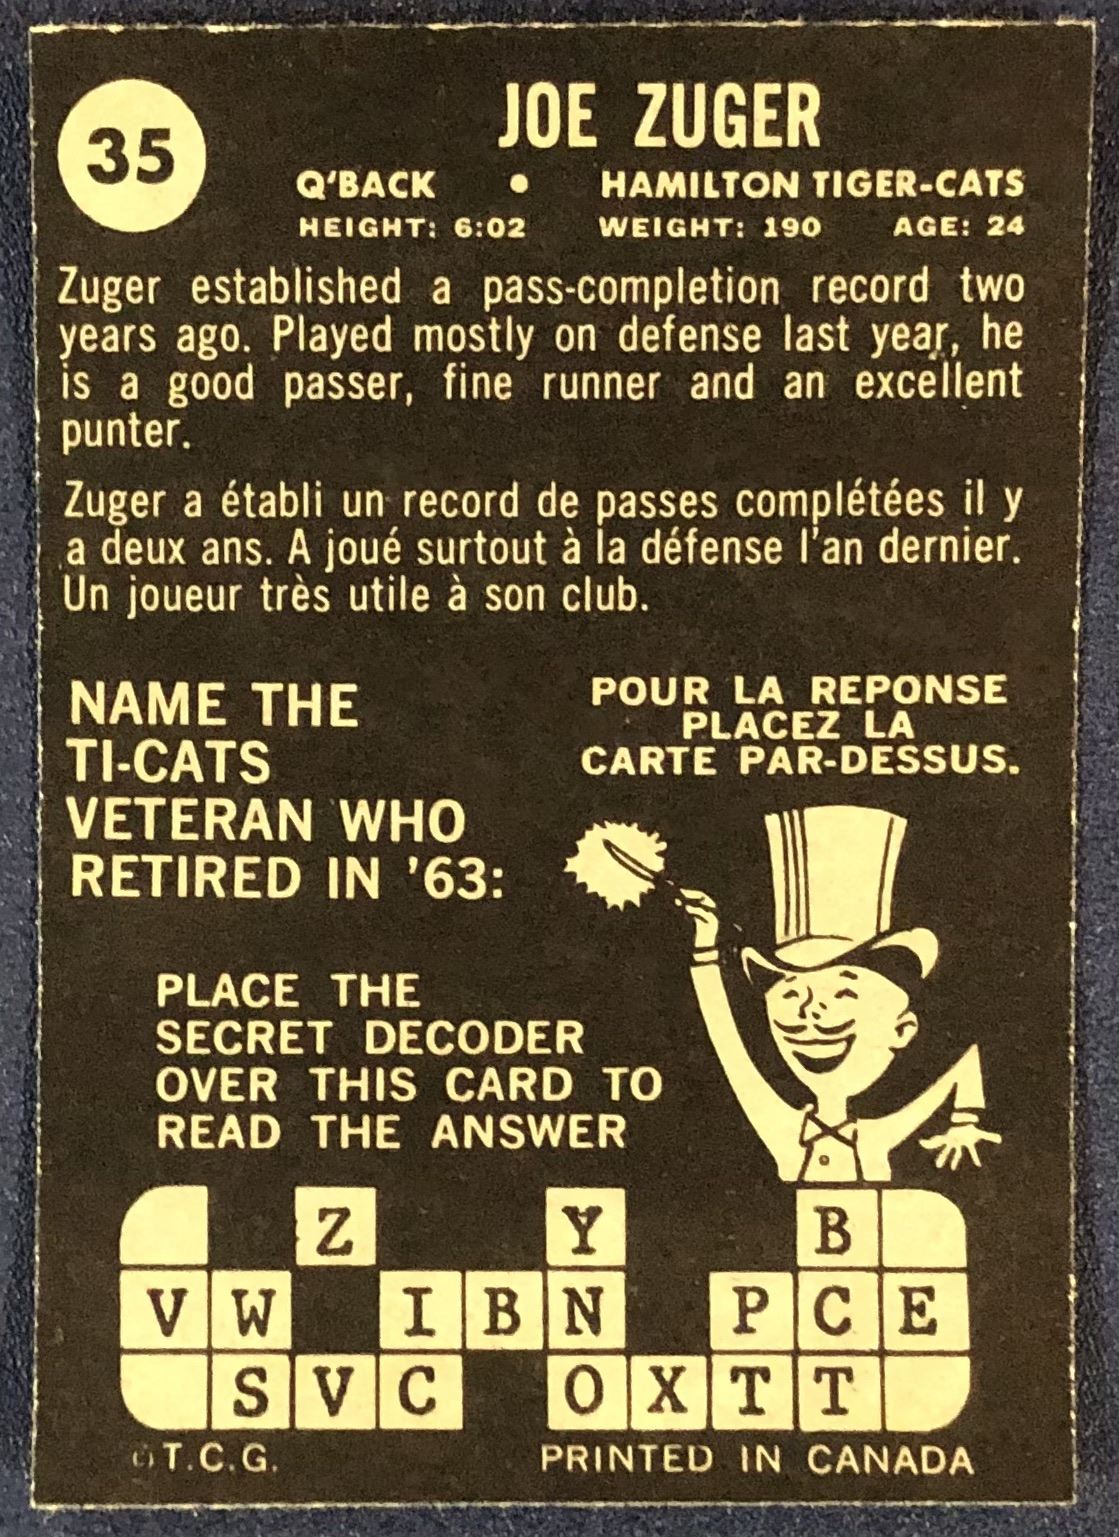 35
JOE ZUGER
Q'BACK • HAMILTON TIGER-CATS
HEIGHT: 6:02 WEIGHT: 190 AGE: 24
Zuger established a pass-completion record two
years ago. Played mostly on defense last year, he
is a good passer, fine runner and an excellent
punter.
Zuger a établi un record de passes complétées il y
a deux ans. A joué surtout à la défense l'an dernier.
Un joueur très utile à son club.
NAME THE
TI-CATS
VETERAN WHO
RETIRED IN '63:
POUR LA REPONSE
PLACEZ LA
CARTE PAR-DESSUS.
PLACE THE
SECRET DECODER
OVER THIS CARD TO
READ THE ANSWER
Z Y B
V W I B N P C E
S V C O X T T
©T.C.G. PRINTED IN CANADA